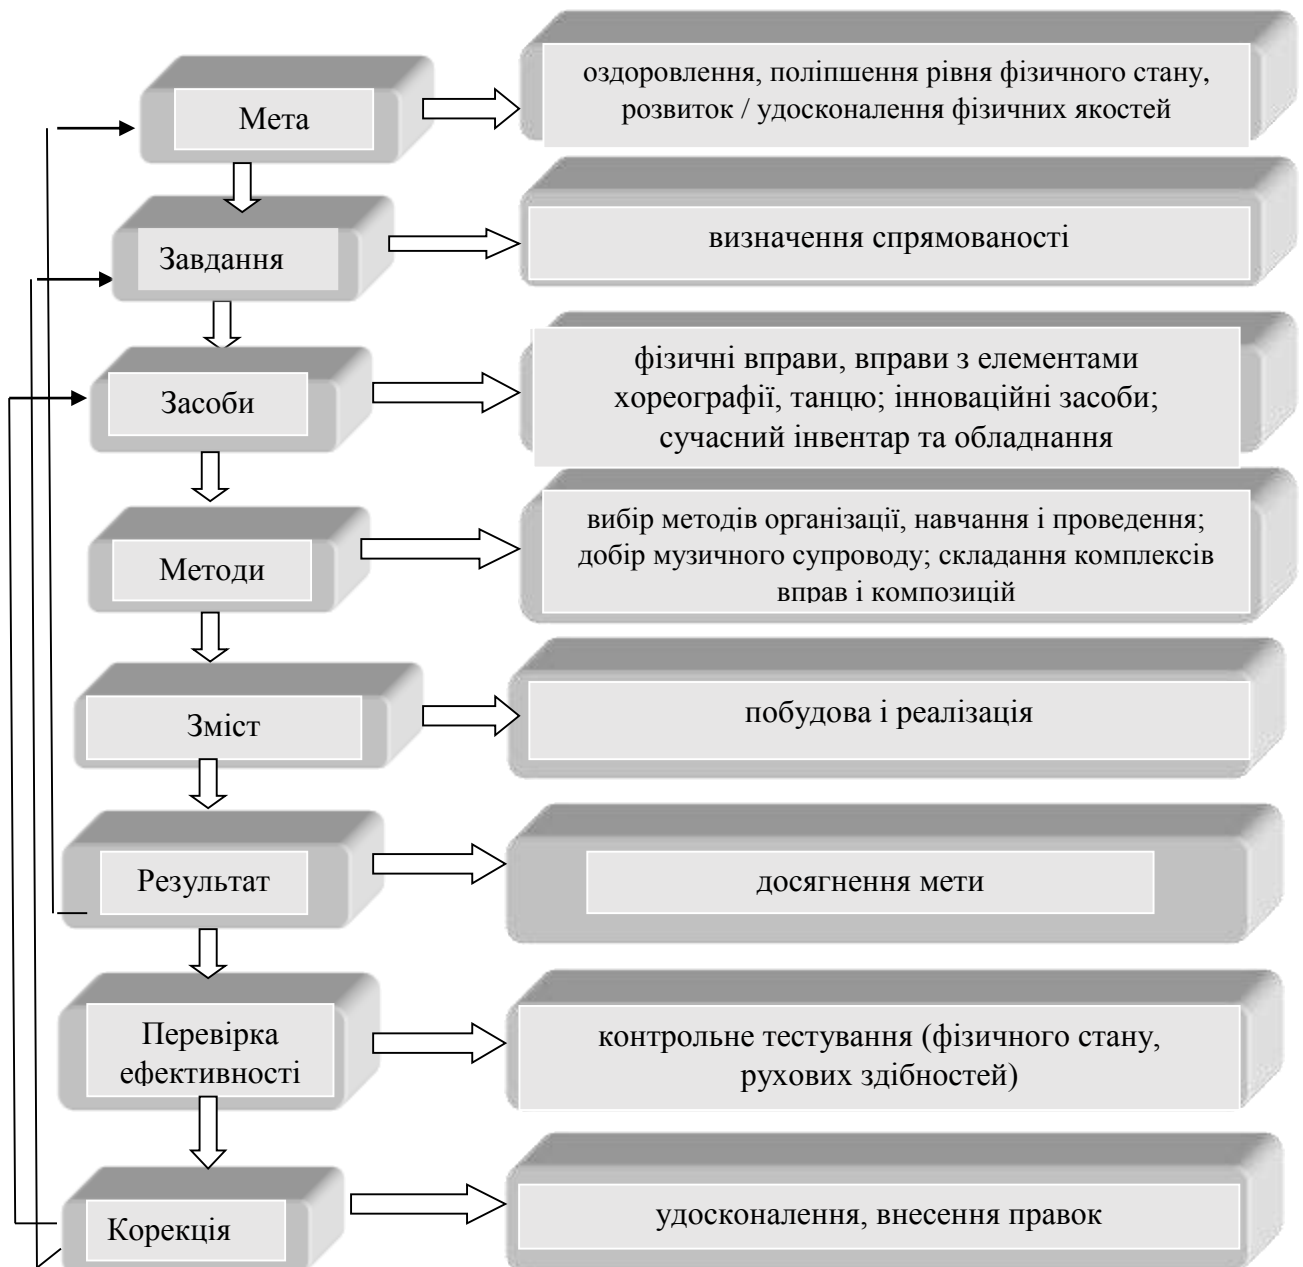 Мета
оздоровлення, поліпшення рівня фізичного стану,
розвиток / удосконалення фізичних якостей
Завдання
визначення спрямованості
Засоби
фізичні вправи, вправи з елементами
хореографії, танцю; інноваційні засоби;
сучасний інвентар та обладнання
Методи
вибір методів організації, навчання і проведення;
добір музичного супроводу; складання комплексів
вправ і композицій
Зміст
побудова і реалізація
Результат
досягнення мети
Перевірка
ефективності
контрольне тестування (фізичного стану,
рухових здібностей)
Корекція
удосконалення, внесення правок